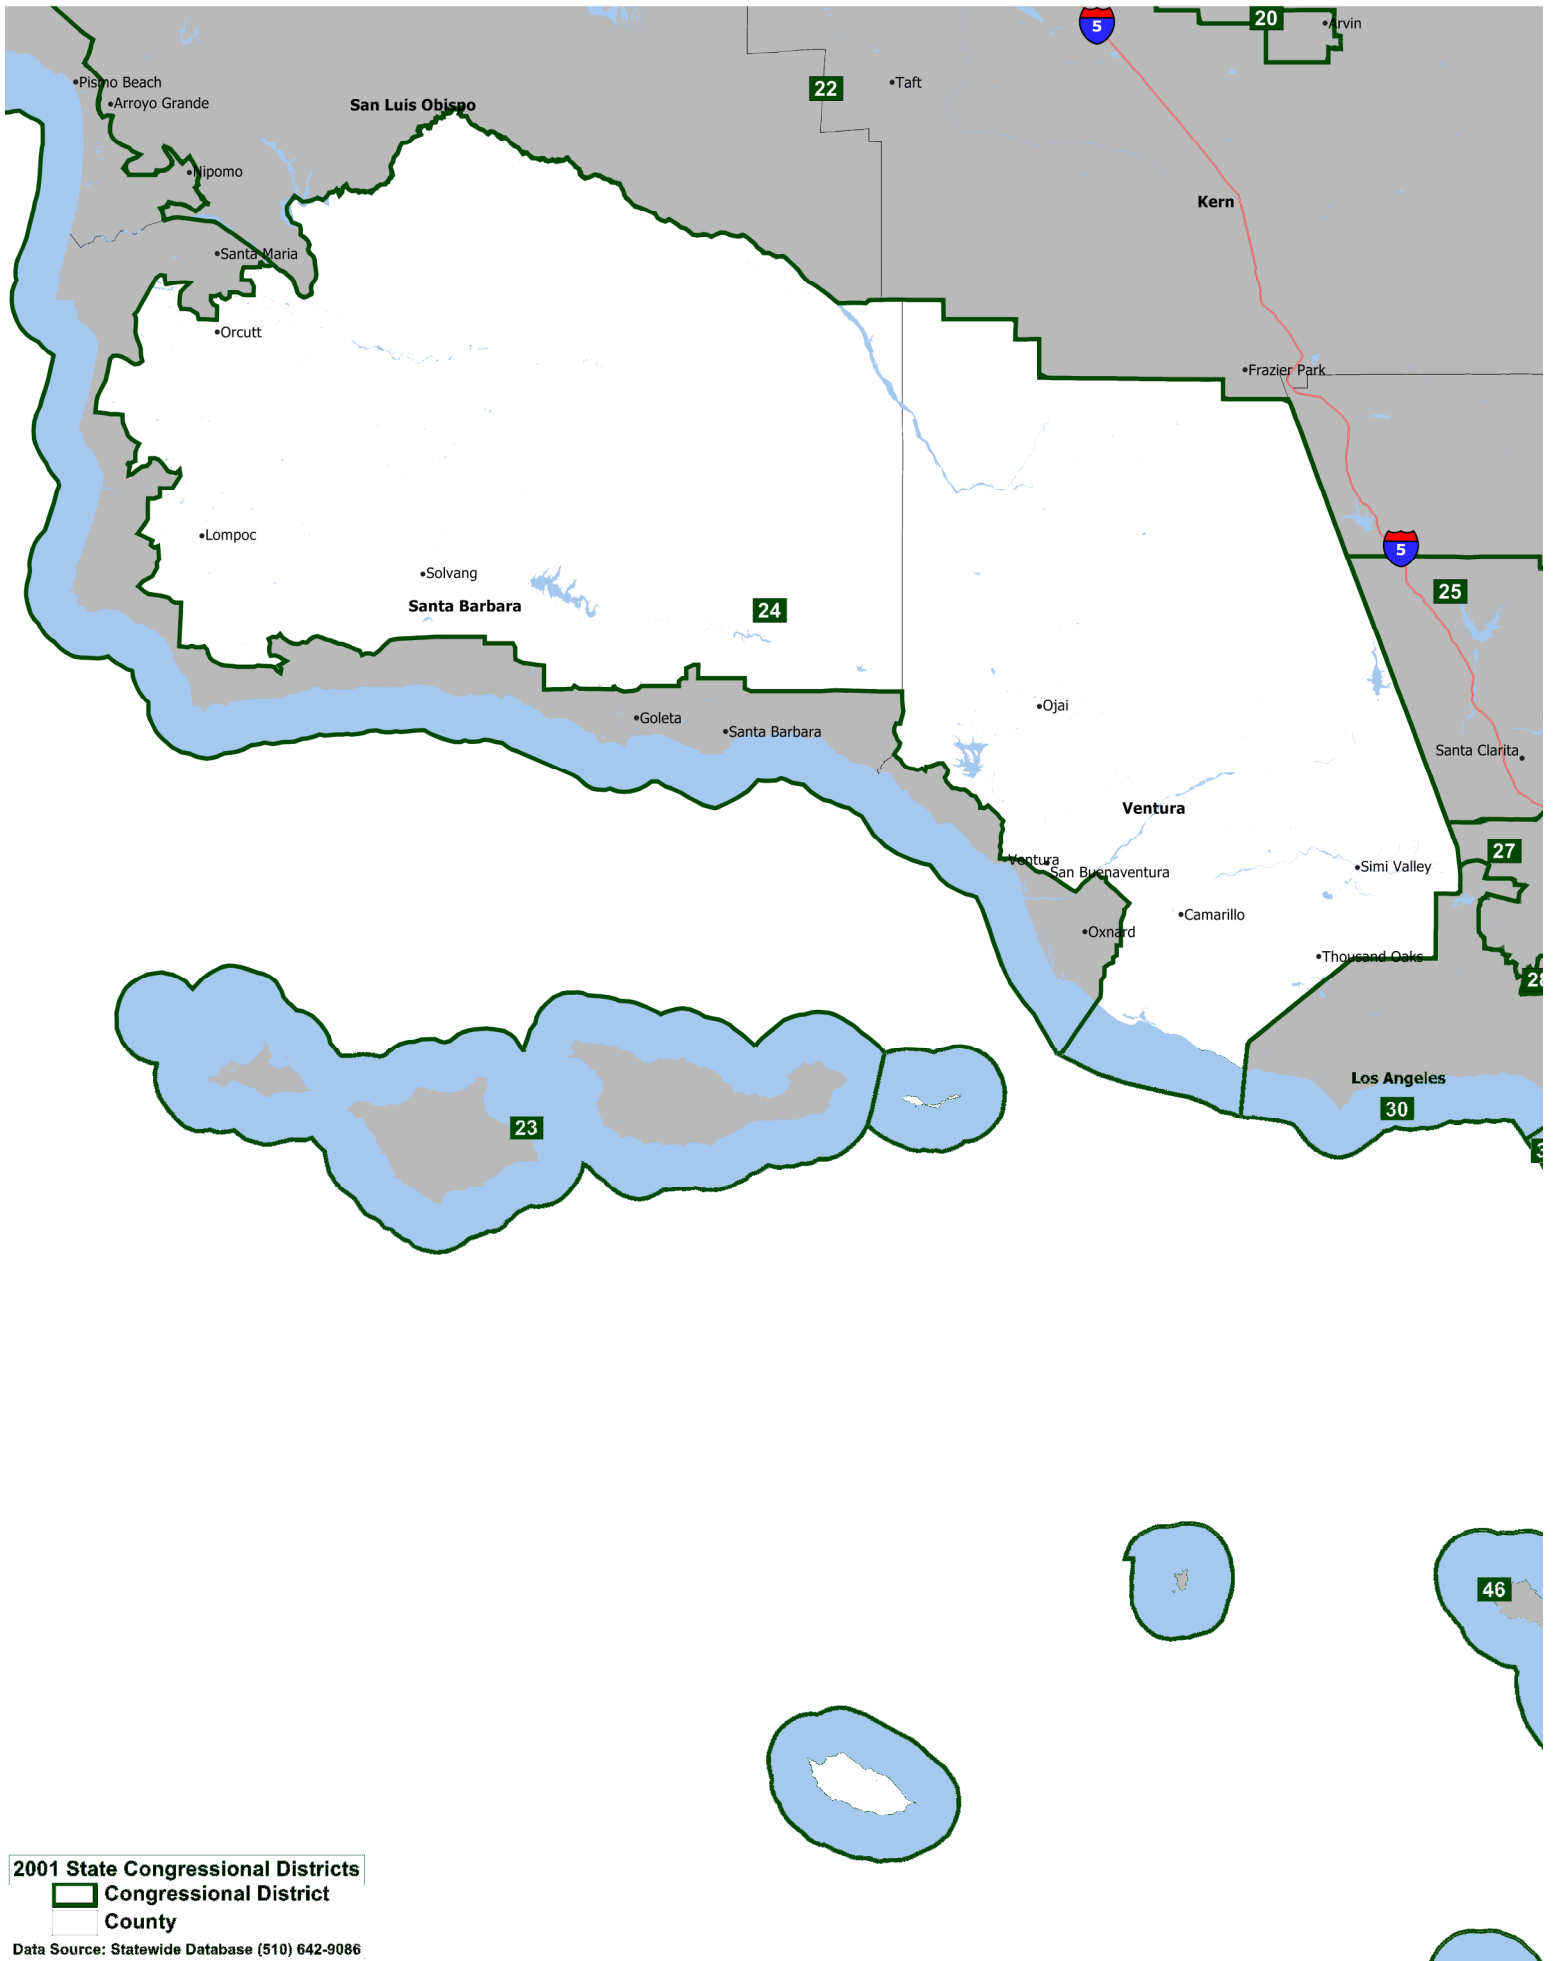 5
20
Arvin
Pismo Beach
22
Taft
Arroyo Grande
San Luis Obispo
Nipomo
Kern
Santa Maria
Orcutt
Frazier Park
Lompoc
5
Solvang
25
Santa Barbara
24
Ojai
Goleta
Santa Barbara
Santa Clarita
Ventura
27
Ventura
San Buenaventura
Simi Valley
Camarillo
Oxnard
Thousand Oaks
28
Los Angeles
30
23
3
46
2001 State Congressional Districts
Congressional District
County
Data Source: Statewide Database (510) 642-9086